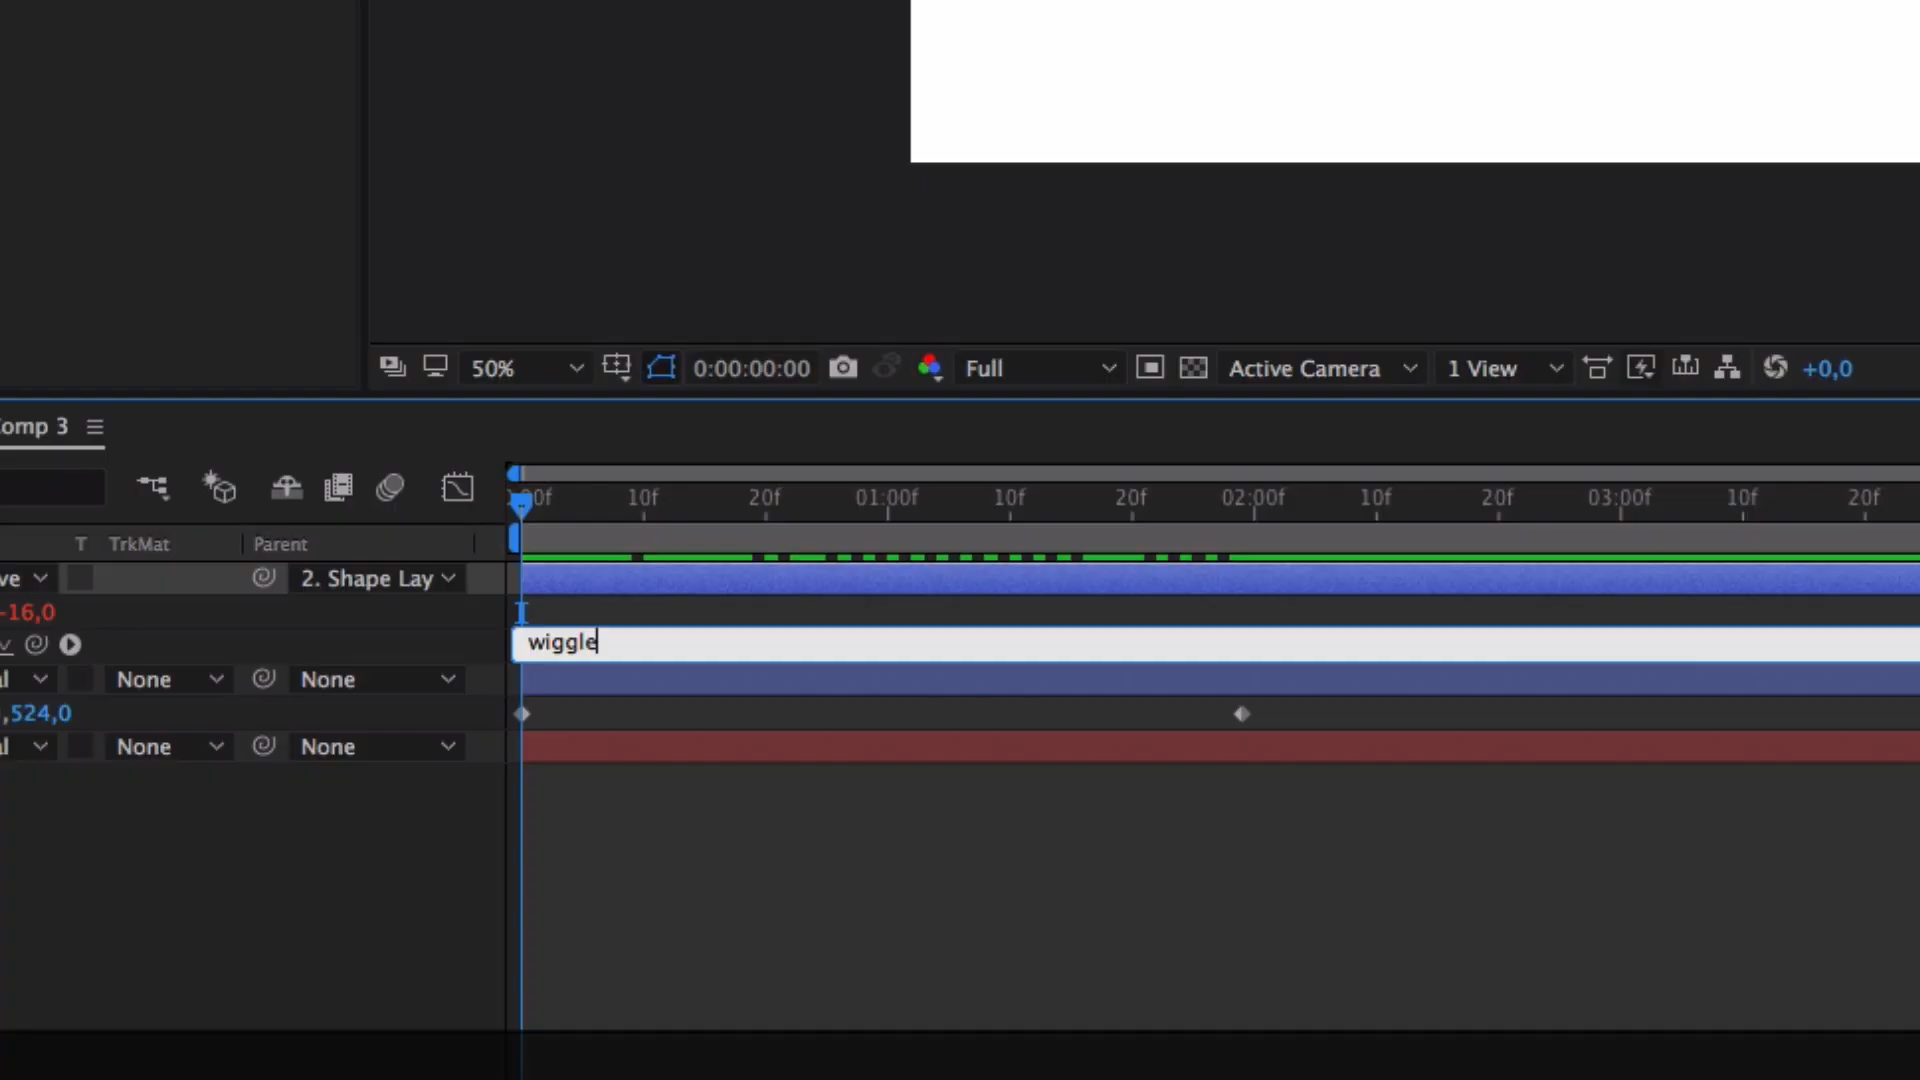 50% 0:00:00:00 Full Active Camera 1 View +0,0
omp 3
00f 10f 20f 01:00f 10f 20f 02:00f 10f 20f 03:00f 10f 20f
T TrkMat Parent
ve 2. Shape Lay
-16,0
wiggle
l None None
,524,0
l None None